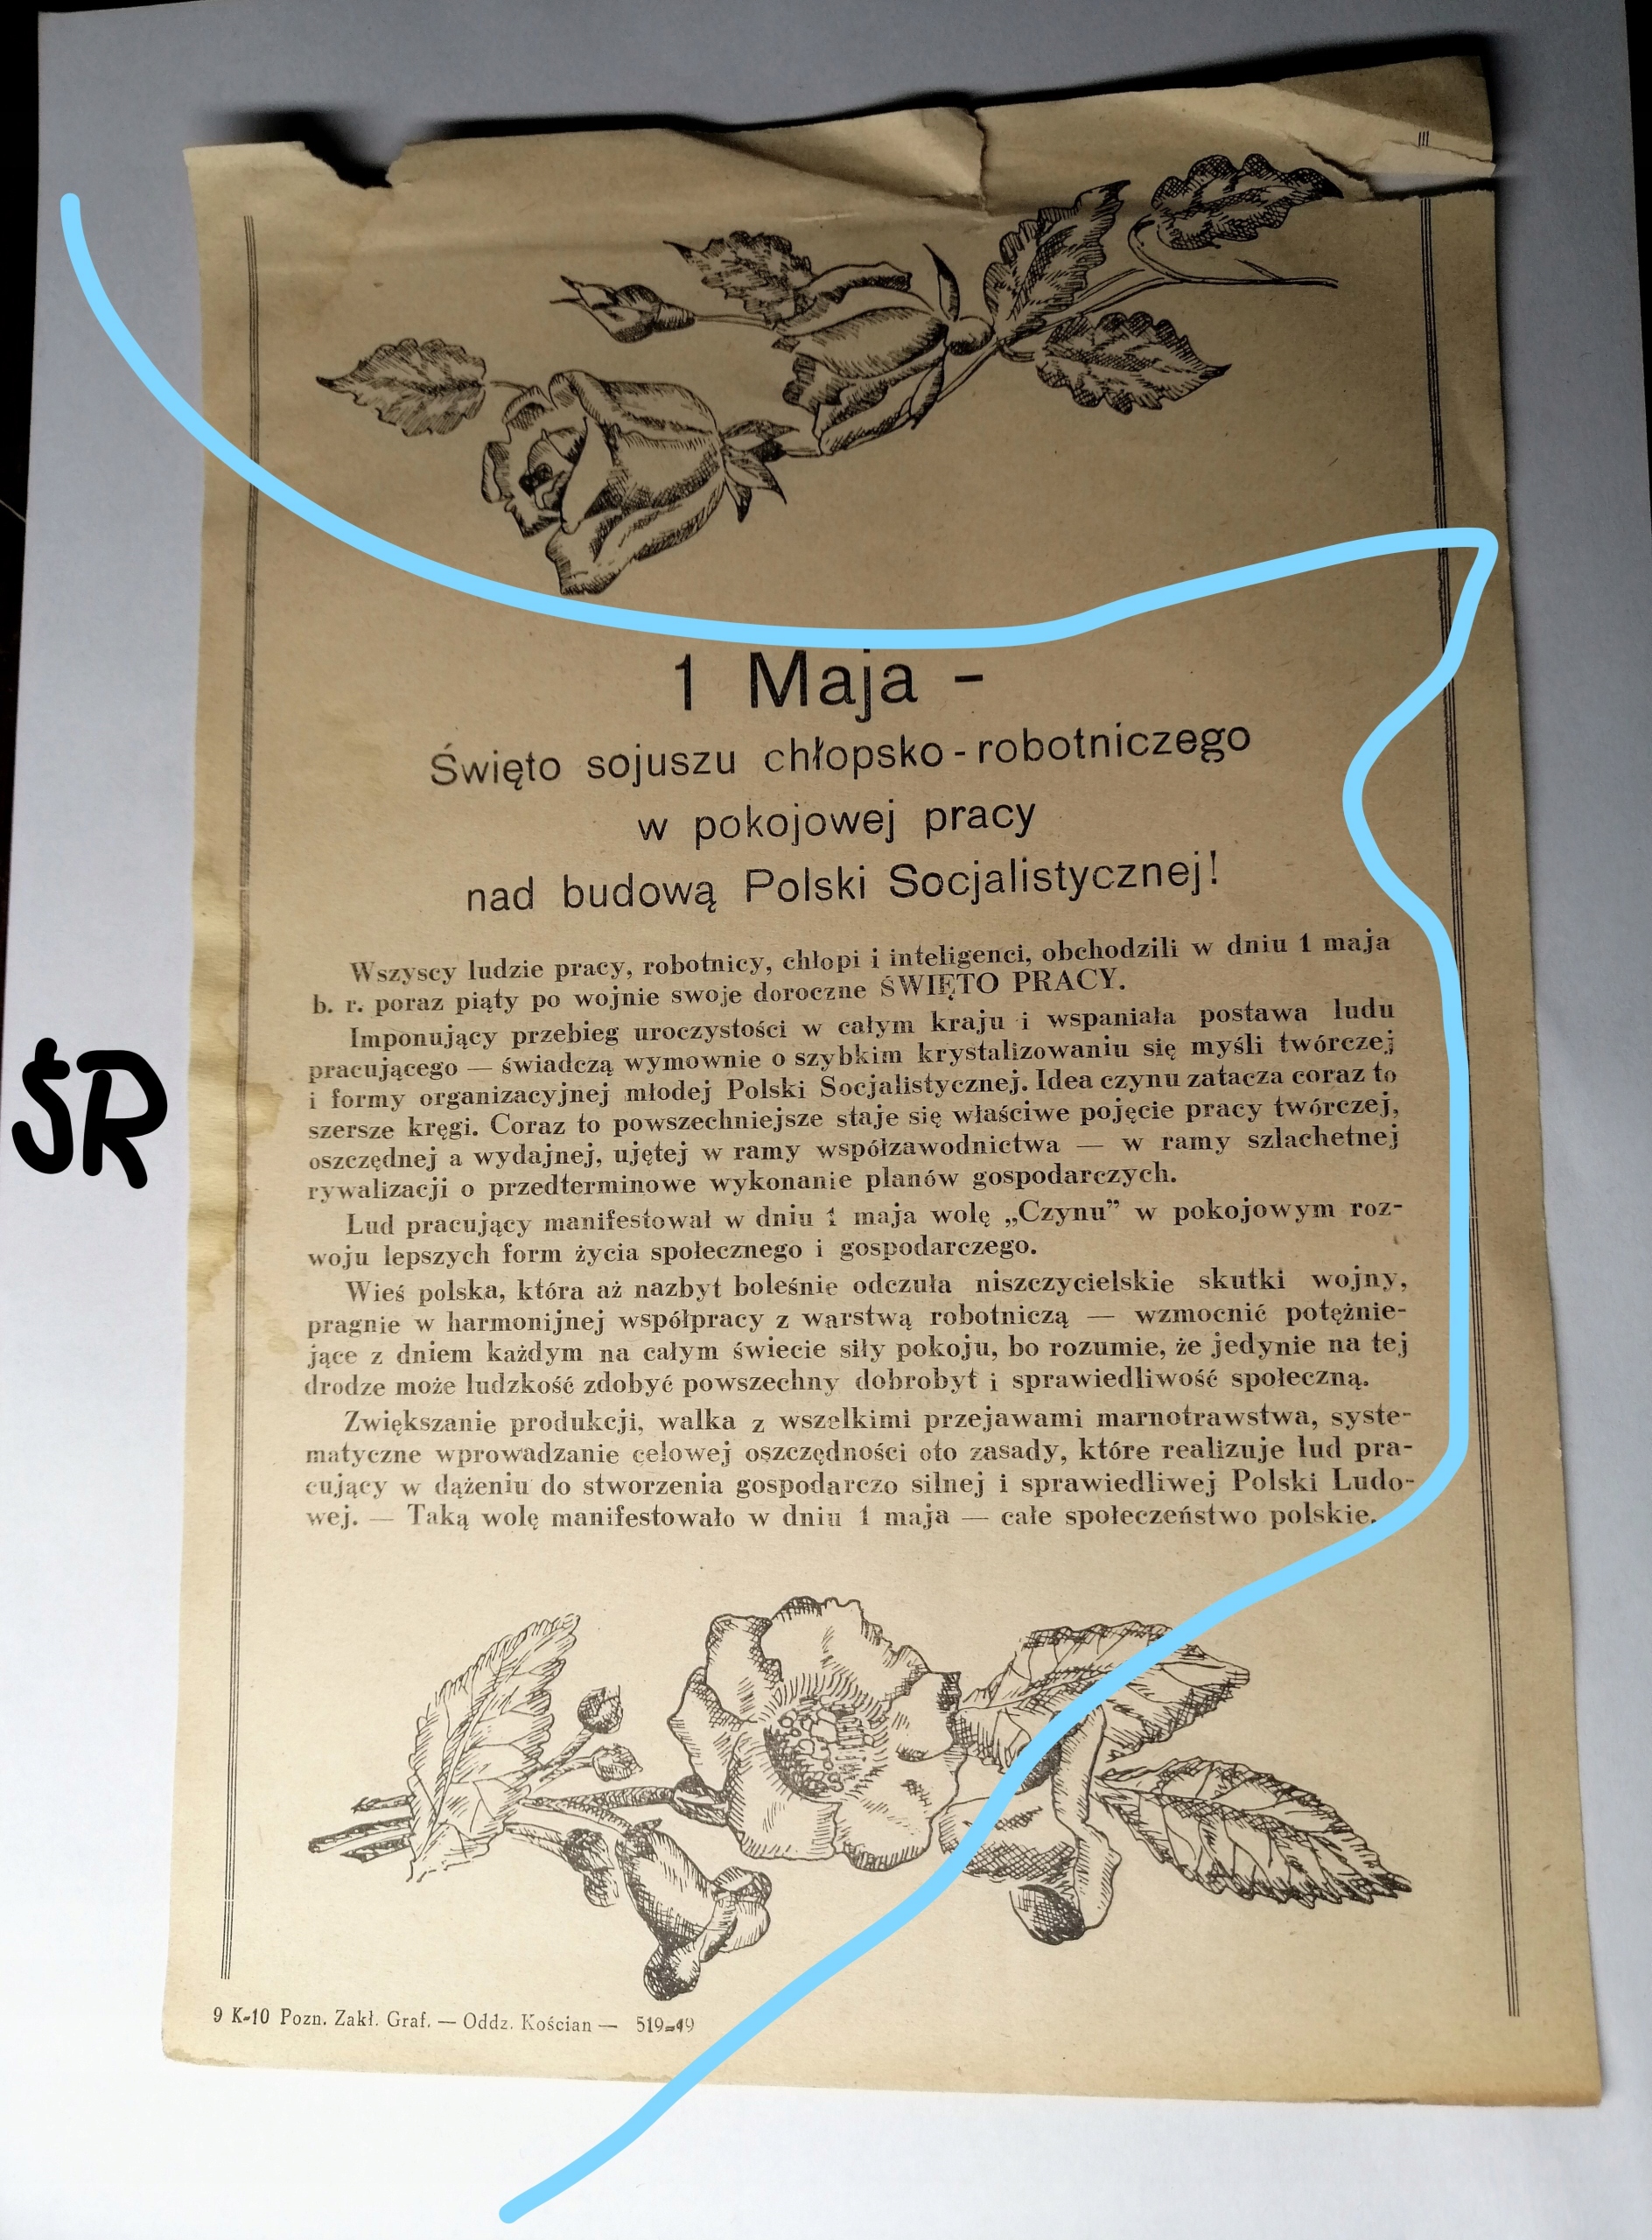 1 Maja -
Święto sojuszu chłopsko-robotniczego
w pokojowej pracy
nad budową Polski Socjalistycznej!
Wszyscy ludzie pracy, robotnicy, chłopi i inteligenci, obchodzili w dniu 1 maja
b. r. poraz piąty po wojnie swoje doroczne ŚWIĘTO PRACY.
Imponujący przebieg uroczystości w całym kraju i wspaniała postawa ludu
pracującego — świadczą wymownie o szybkim krystalizowaniu się myśli twórczej
i formy organizacyjnej młodej Polski Socjalistycznej. Idea czynu zatacza coraz to
szersze kręgi. Coraz to powszechniejsze staje się właściwe pojęcie pracy twórczej,
oszczędnej a wydajnej, ujętej w ramy współzawodnictwa — w ramy szlachetnej
rywalizacji o przedterminowe wykonanie planów gospodarczych.
Lud pracujący manifestował w dniu 1 maja wolę „Czynu” w pokojowym roz-
woju lepszych form życia społecznego i gospodarczego.
Wieś polska, która aż nazbyt boleśnie odczuła niszczycielskie skutki wojny,
pragnie w harmonijnej współpracy z warstwą robotniczą — wzmocnić potężnie-
jące z dniem każdym na całym świecie siły pokoju, bo rozumie, że jedynie na tej
drodze może ludzkość zdobyć powszechny dobrobyt i sprawiedliwość społeczną.
Zwiększanie produkcji, walka z wszelkimi przejawami marnotrawstwa, syste-
matyczne wprowadzanie celowej oszczędności oto zasady, które realizuje lud pra-
cujący w dążeniu do stworzenia gospodarczo silnej i sprawiedliwej Polski Ludo-
wej. — Taką wolę manifestowało w dniu 1 maja — całe społeczeństwo polskie.
ŚR
9 K-10 Pozn. Zakł. Graf. — Oddz. Kościan — 519-49